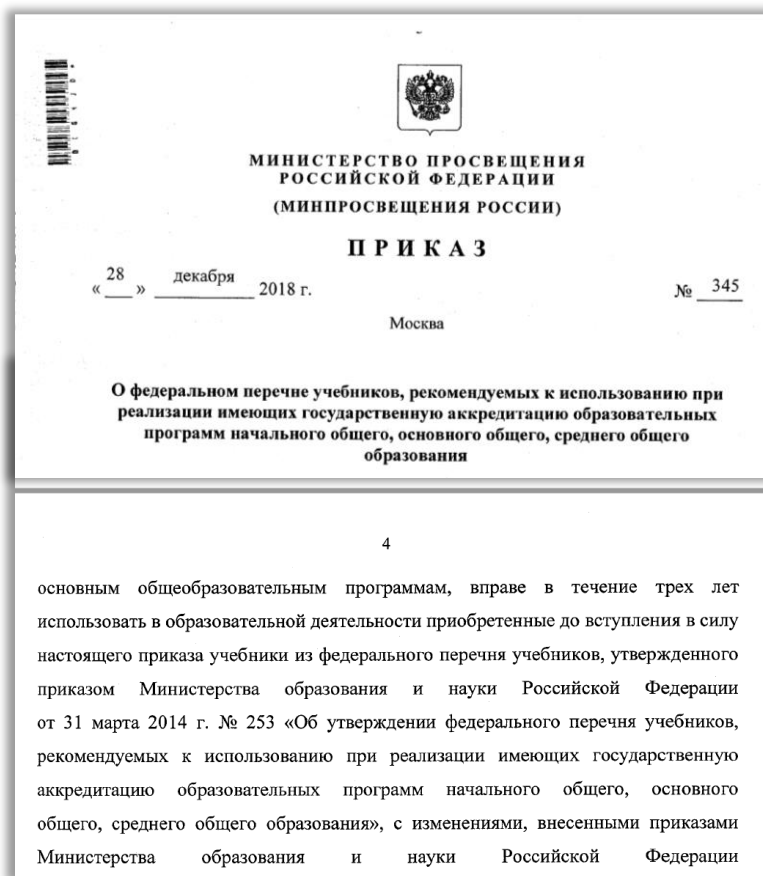 МИНИСТЕРСТВО ПРОСВЕЩЕНИЯ
РОССИЙСКОЙ ФЕДЕРАЦИИ
(МИНПРОСВЕЩЕНИЯ РОССИИ)
ПРИКАЗ
« 28 » декабря 2018 г. № 345
Москва
О федеральном перечне учебников, рекомендуемых к использованию при
реализации имеющих государственную аккредитацию образовательных
программ начального общего, основного общего, среднего общего
образования
4
основным общеобразовательным программам, вправе в течение трех лет
использовать в образовательной деятельности приобретенные до вступления в силу
настоящего приказа учебники из федерального перечня учебников, утвержденного
приказом Министерства образования и науки Российской Федерации
от 31 марта 2014 г. № 253 «Об утверждении федерального перечня учебников,
рекомендуемых к использованию при реализации имеющих государственную
аккредитацию образовательных программ начального общего, основного
общего, среднего общего образования», с изменениями, внесенными приказами
Министерства образования и науки Российской Федерации